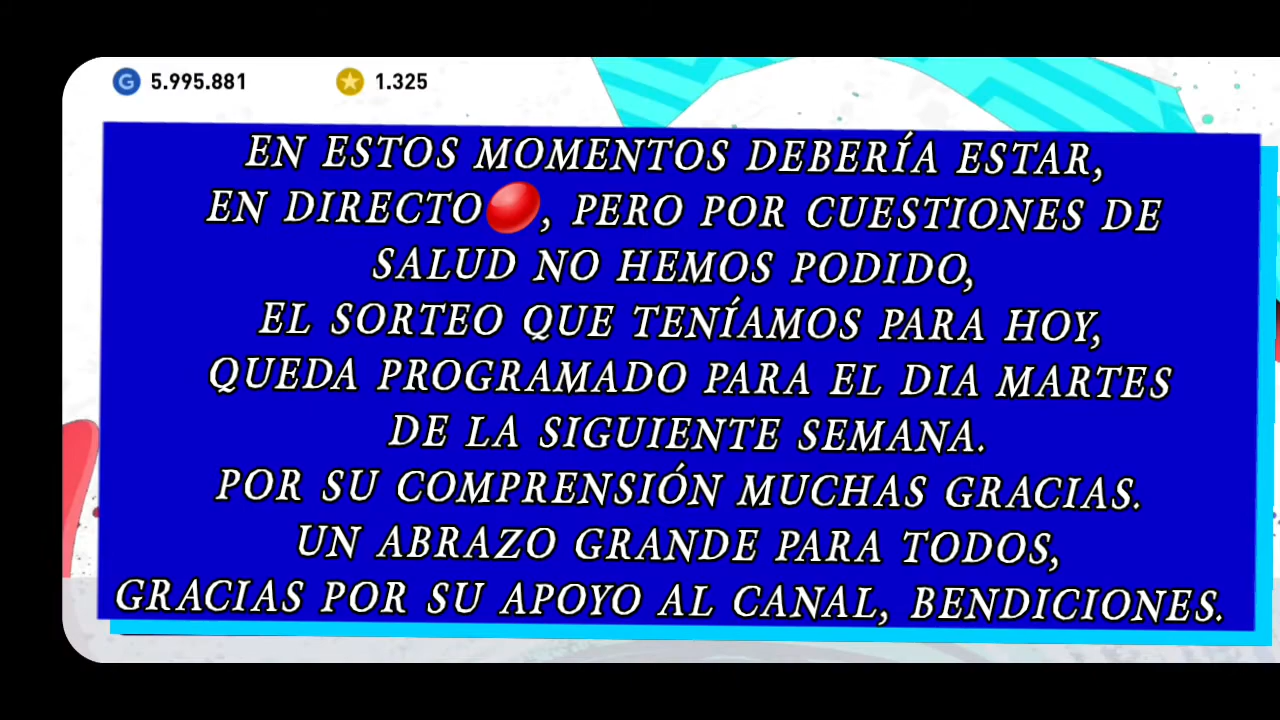 G 5.995.881 1.325
EN ESTOS MOMENTOS DEBERÍA ESTAR,
EN DIRECTO🔴, PERO POR CUESTIONES DE
SALUD NO HEMOS PODIDO,
EL SORTEO QUE TENÍAMOS PARA HOY,
QUEDA PROGRAMADO PARA EL DIA MARTES
DE LA SIGUIENTE SEMANA.
POR SU COMPRENSIÓN MUCHAS GRACIAS.
UN ABRAZO GRANDE PARA TODOS,
GRACIAS POR SU APOYO AL CANAL, BENDICIONES.